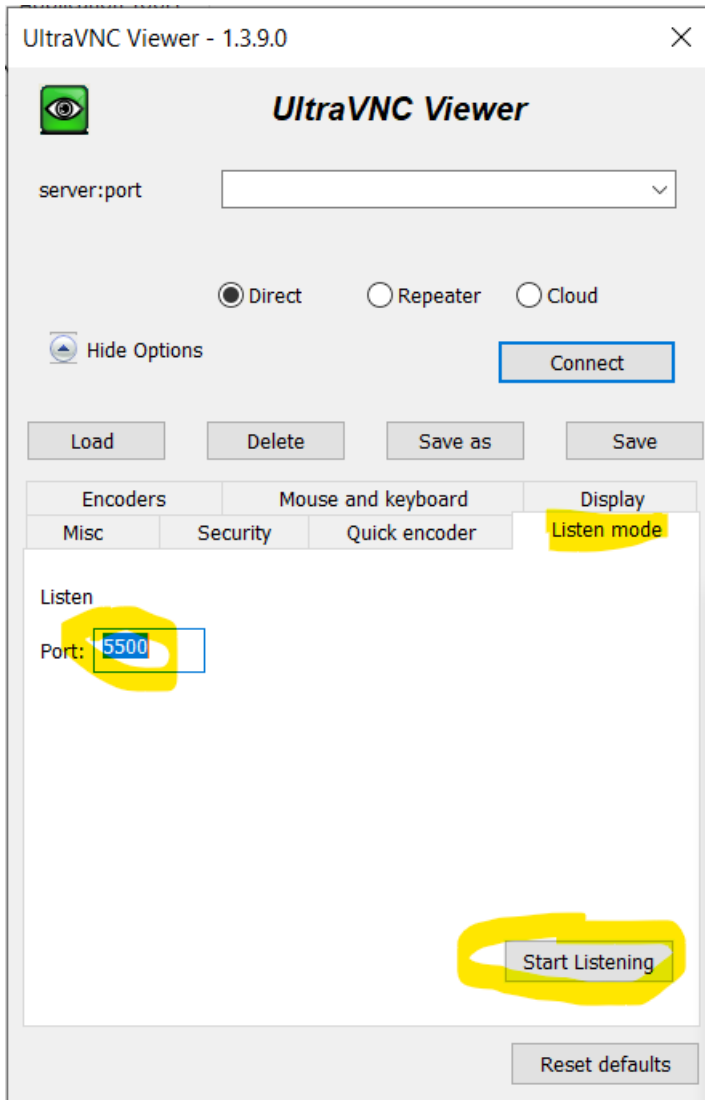 UltraVNC Viewer - 1.3.9.0
UltraVNC Viewer
server:port
Direct Repeater Cloud
Hide Options
Connect
Load Delete Save as Save
Encoders Mouse and keyboard Display
Misc Security Quick encoder Listen mode
Listen
Port: 5500
Start Listening
Reset defaults